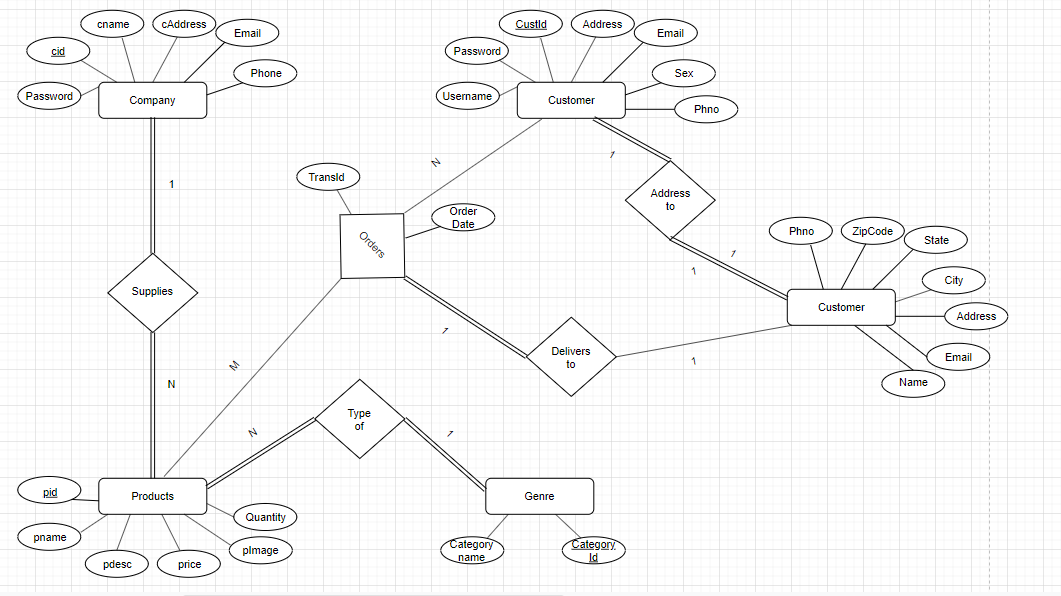 cname
cAddress
Email
cid
Phone
Password
Company
CustId
Address
Email
Password
Sex
Username
Customer
Phno
1
N
1
TransId
Order
Date
Orders
Address
to
Phno
ZipCode
State
1
1
City
Supplies
Customer
Address
1
Delivers
to
1
Email
Name
M
N
Type
of
N
1
pid
Products
Genre
Quantity
pname
pImage
pdesc
price
Category
name
Category
Id